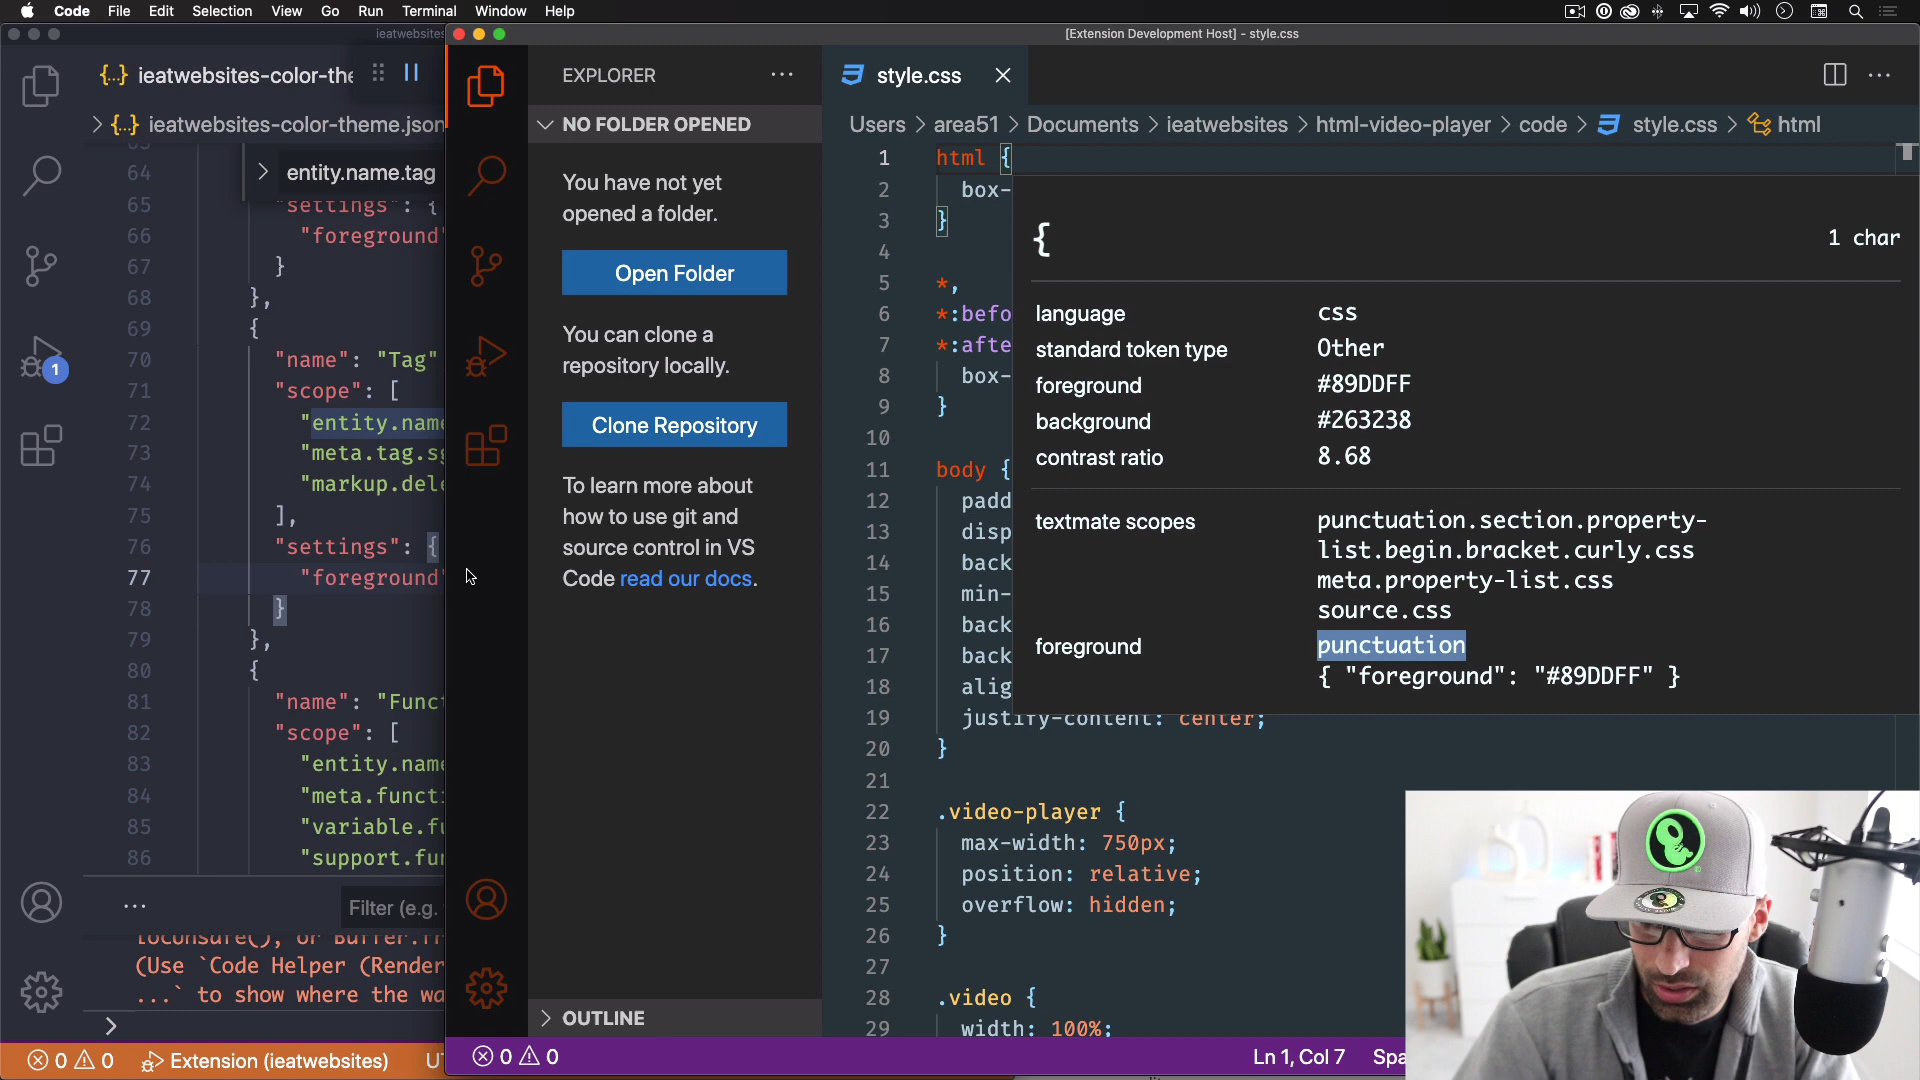 Code File Edit Selection View Go Run Terminal Window Help
ieatwebsites
[Extension Development Host] - style.css
{..} ieatwebsites-color-the
> {..} ieatwebsites-color-theme.json
> entity.name.tag
64
65 "settings": {
66 "foreground"
67 }
68 },
69 {
70 "name": "Tag"
71 "scope": [
72 "entity.name
73 "meta.tag.sg
74 "markup.dele
75 ],
76 "settings": {
77 "foreground"
78 }
79 },
80 {
81 "name": "Funct
82 "scope": [
83 "entity.name
84 "meta.funct
85 "variable.fu
86 "support.fun
1
... Filter (e.g.
(Use `Code Helper (Render
...` to show where the wa
>
0 0 Extension (ieatwebsites)
EXPLORER ...
NO FOLDER OPENED
You have not yet
opened a folder.
Open Folder
You can clone a
repository locally.
Clone Repository
To learn more about
how to use git and
source control in VS
Code read our docs.
> OUTLINE
style.css
Users > area51 > Documents > ieatwebsites > html-video-player > code > style.css > html
1 html {
2 box-
3 }
4
5 *,
6 *:befo
7 *:afte
8 box-
9 }
10
11 body {
12 padd
13 disp
14 back
15 min-
16 back
17 back
18 alig
19 justify-content: center;
20 }
21
22 .video-player {
23 max-width: 750px;
24 position: relative;
25 overflow: hidden;
26 }
27
28 .video {
29 width: 100%;
{ 1 char
language css
standard token type Other
foreground #89DDFF
background #263238
contrast ratio 8.68
textmate scopes punctuation.section.property-
list.begin.bracket.curly.css
meta.property-list.css
source.css
foreground punctuation
{ "foreground": "#89DDFF" }
0 0 Ln 1, Col 7 Spa